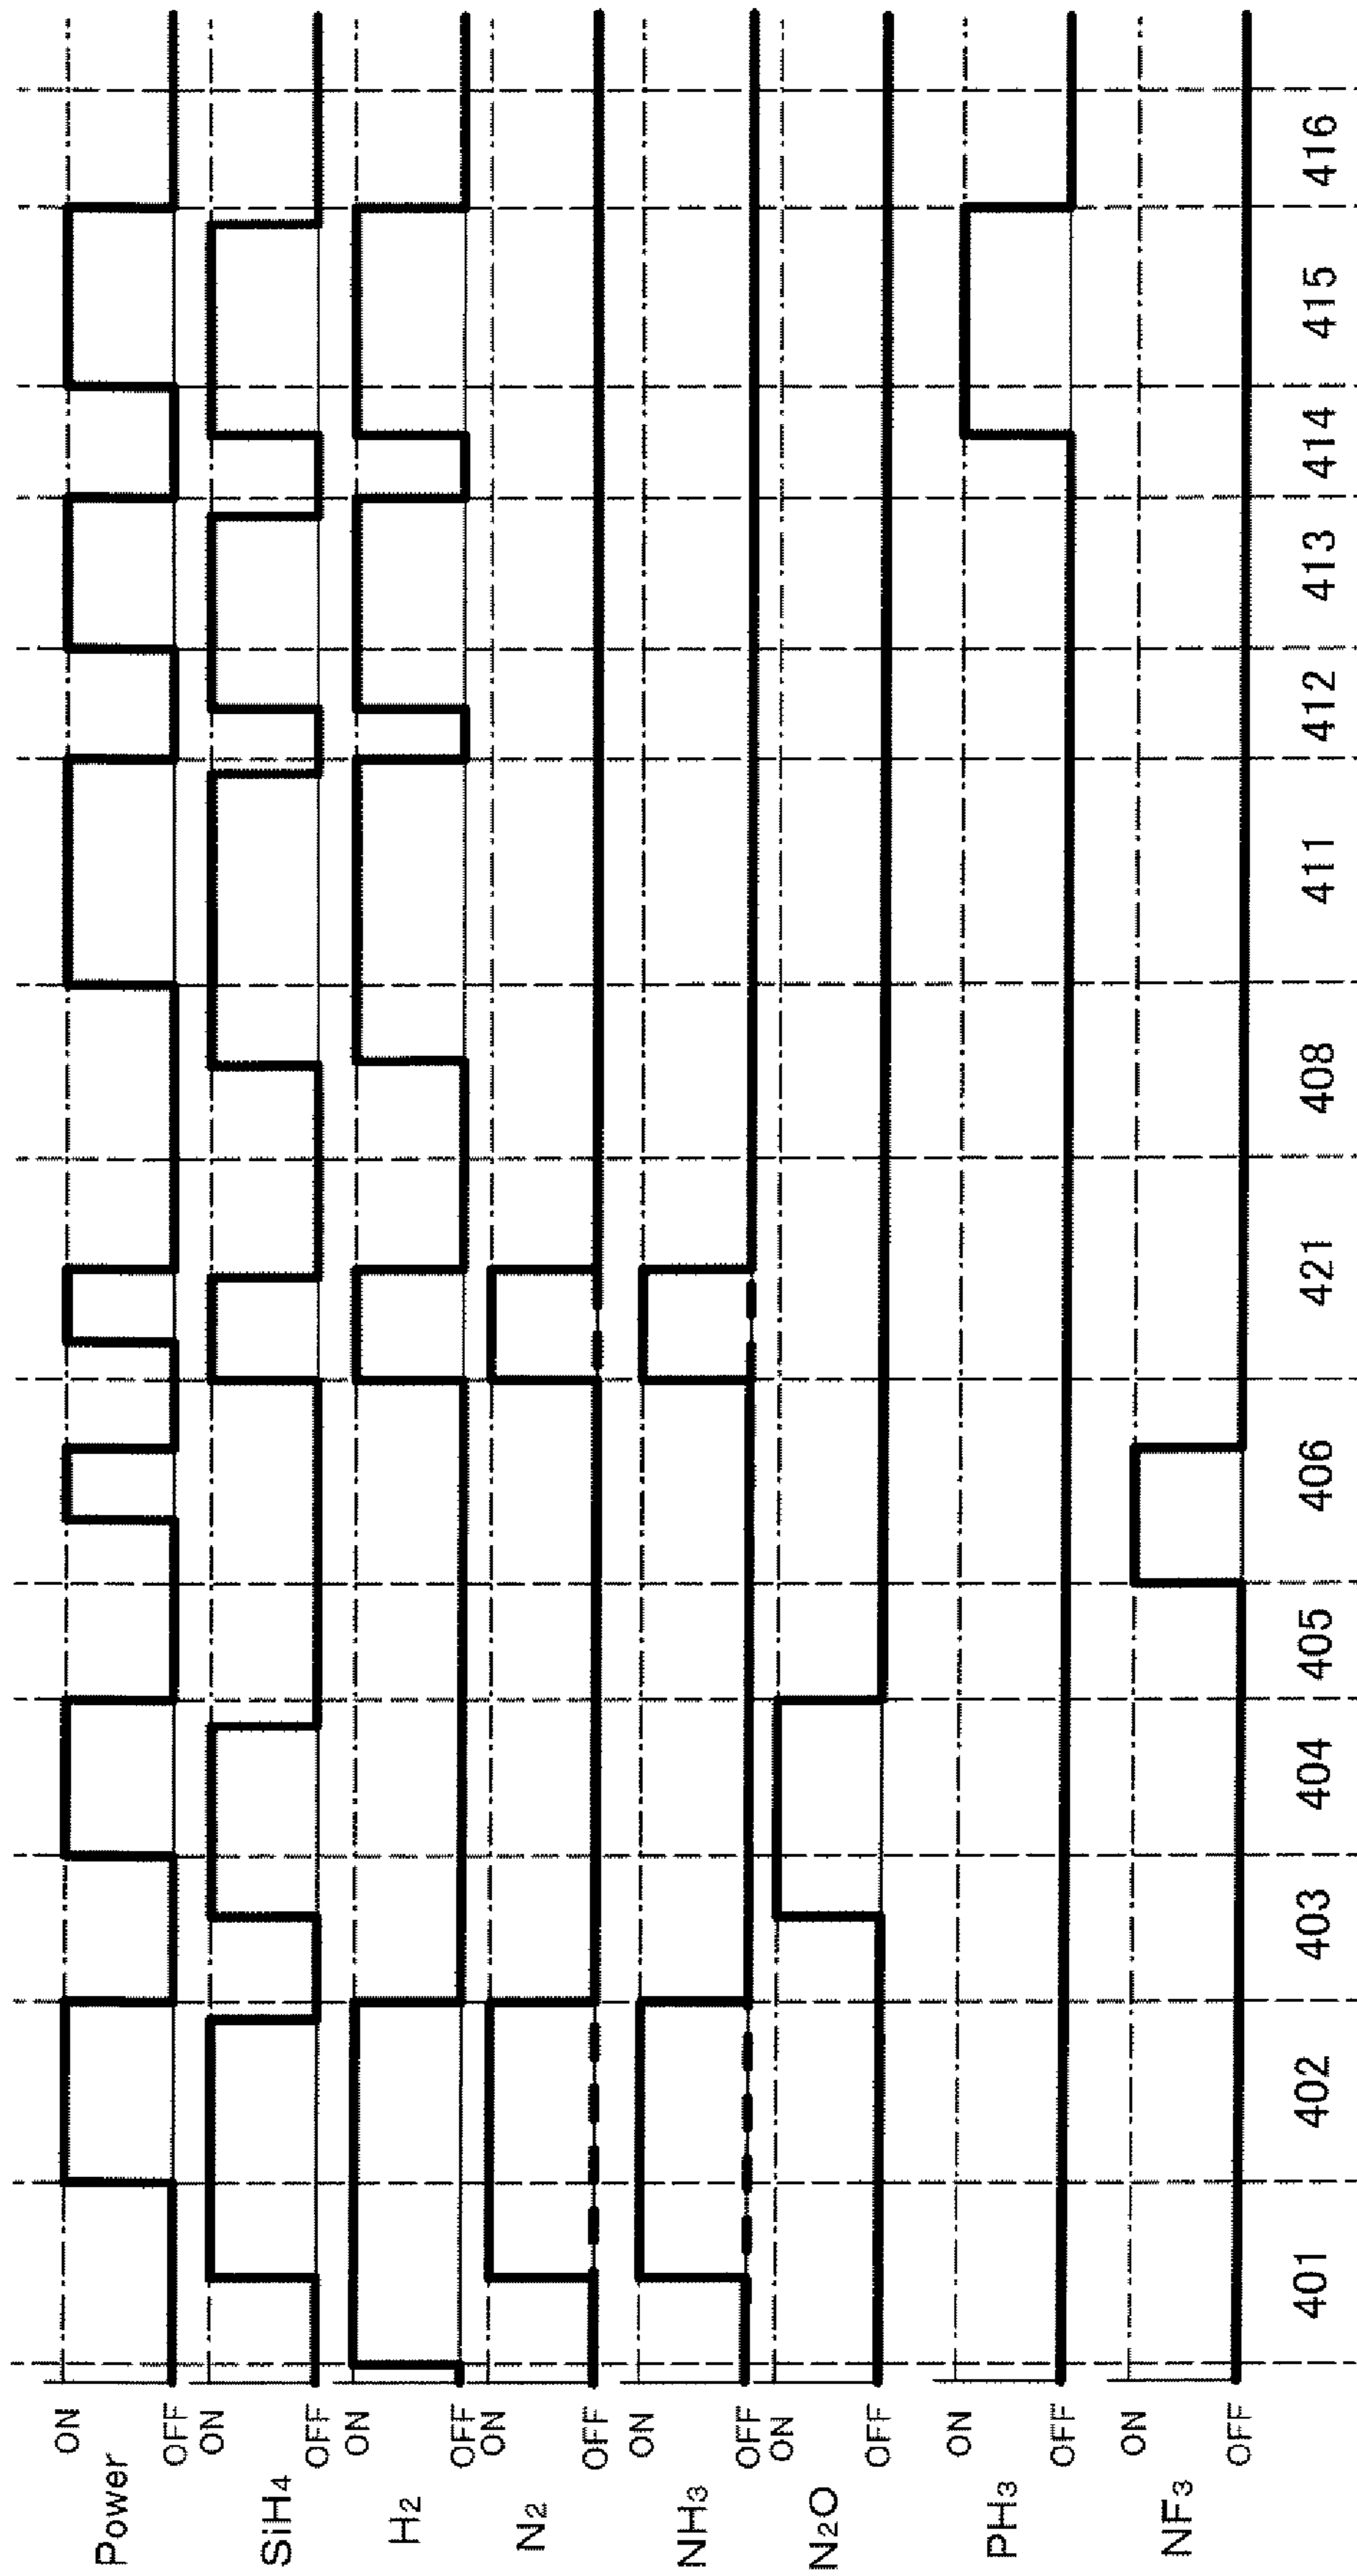 Power ON OFF
SiH4 ON OFF
H2 ON OFF
N2 ON OFF
NH3 ON OFF
N2O ON OFF
PH3 ON OFF
NF3 ON OFF
401 402 403 404 405 406 421 408 411 412 413 414 415 416